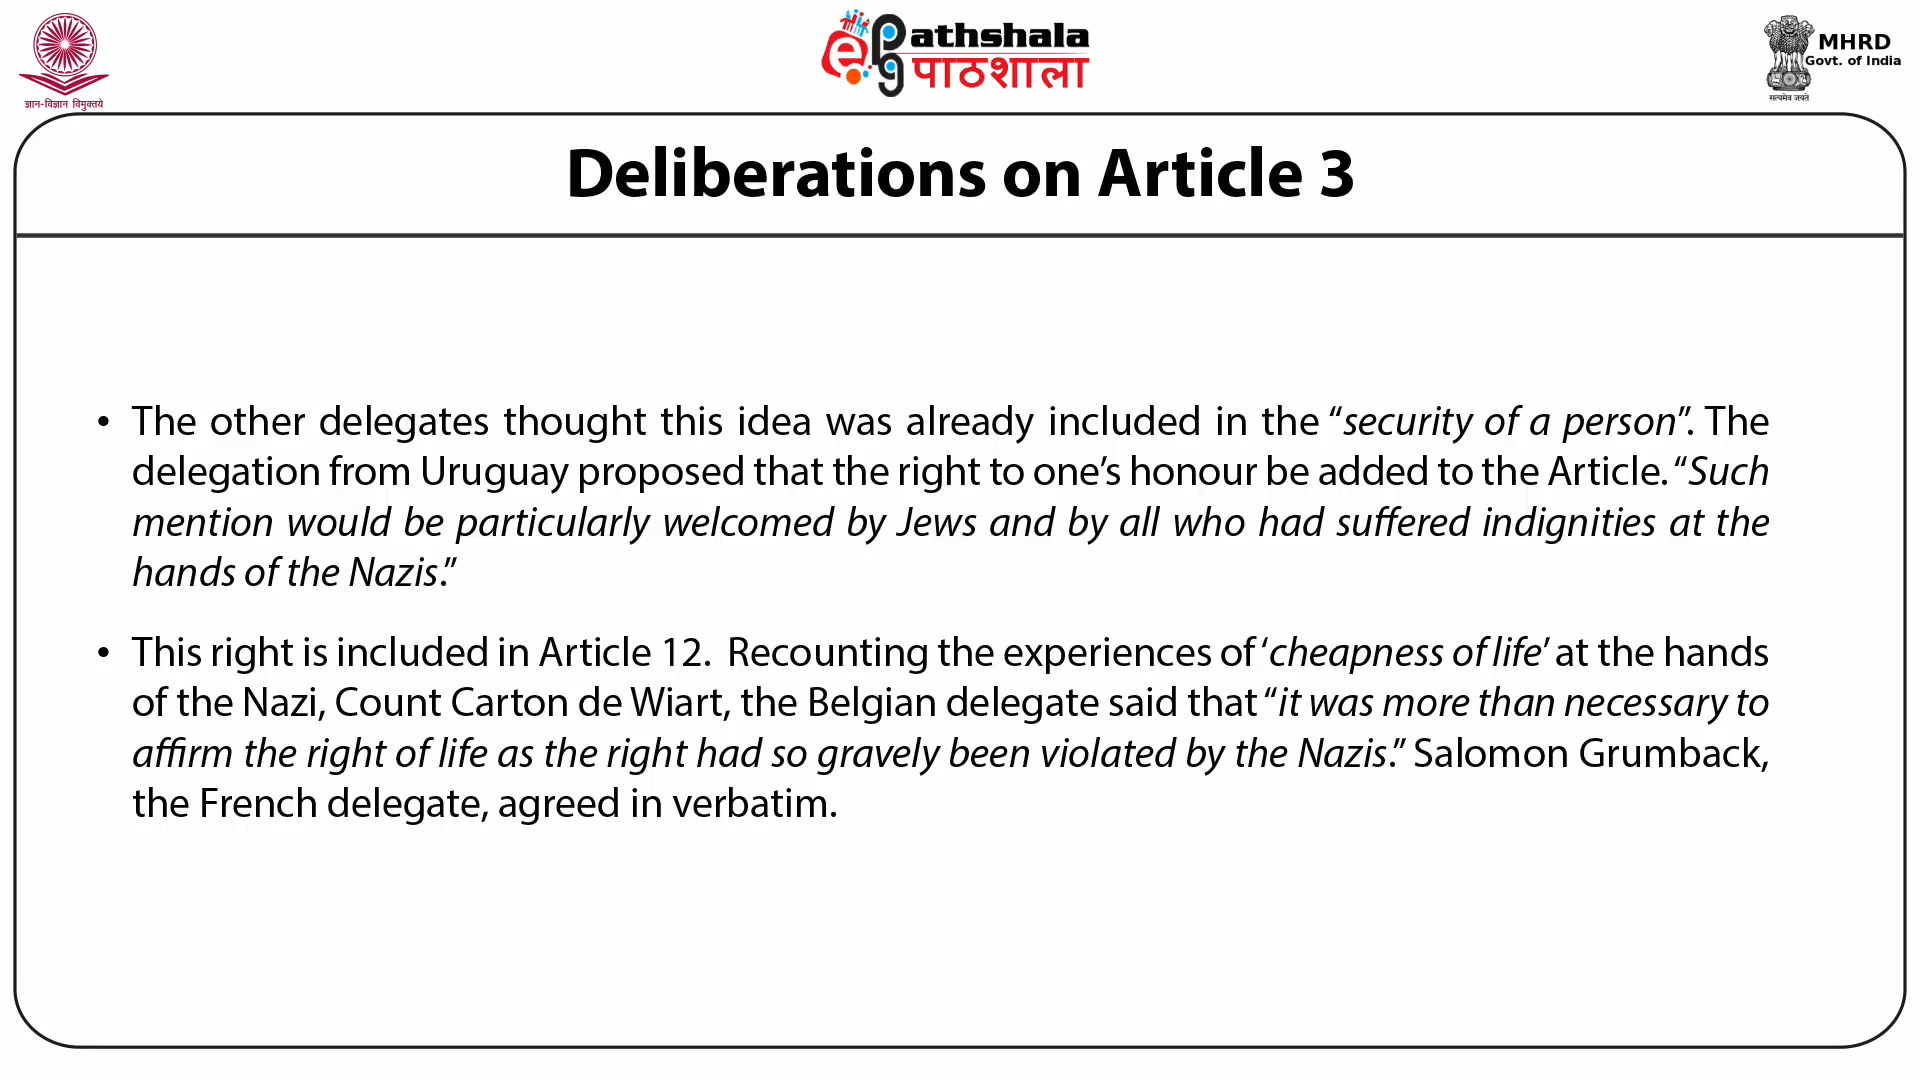 ज्ञान-विज्ञान विमुक्तये
ePathshala
पाठशाला
MHRD
Govt. of India
सत्यमेव जयते
Deliberations on Article 3
• The other delegates thought this idea was already included in the “security of a person”. The
delegation from Uruguay proposed that the right to one’s honour be added to the Article. “Such
mention would be particularly welcomed by Jews and by all who had suffered indignities at the
hands of the Nazis.”
• This right is included in Article 12. Recounting the experiences of ‘cheapness of life’ at the hands
of the Nazi, Count Carton de Wiart, the Belgian delegate said that “it was more than necessary to
affirm the right of life as the right had so gravely been violated by the Nazis.” Salomon Grumback,
the French delegate, agreed in verbatim.